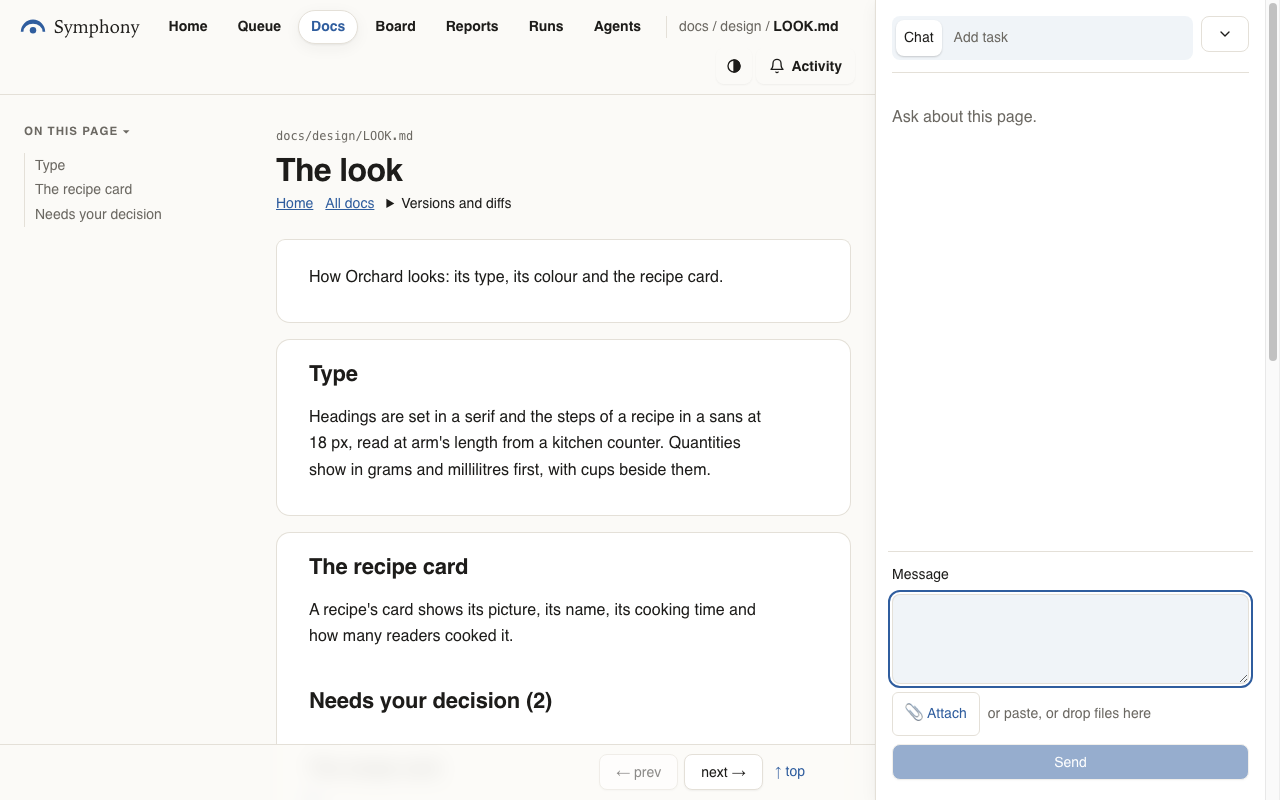 Symphony
Home
Queue
Docs
Board
Reports
Runs
Agents
docs / design / LOOK.md
Activity
ON THIS PAGE
Type
The recipe card
Needs your decision
docs/design/LOOK.md
The look
Home All docs ▶ Versions and diffs
How Orchard looks: its type, its colour and the recipe card.
Type
Headings are set in a serif and the steps of a recipe in a sans at
18 px, read at arm's length from a kitchen counter. Quantities
show in grams and millilitres first, with cups beside them.
The recipe card
A recipe's card shows its picture, its name, its cooking time and
how many readers cooked it.
Needs your decision (2)
← prev
next →
↑ top
Chat
Add task
Ask about this page.
Message
Attach
or paste, or drop files here
Send